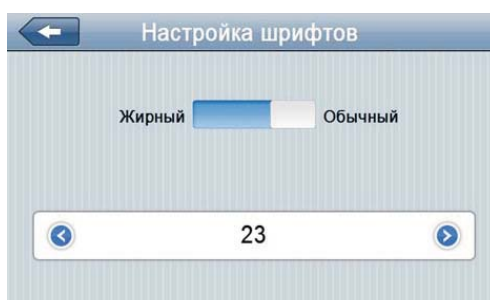 Настройка шрифтов
Жирный Обычный
23